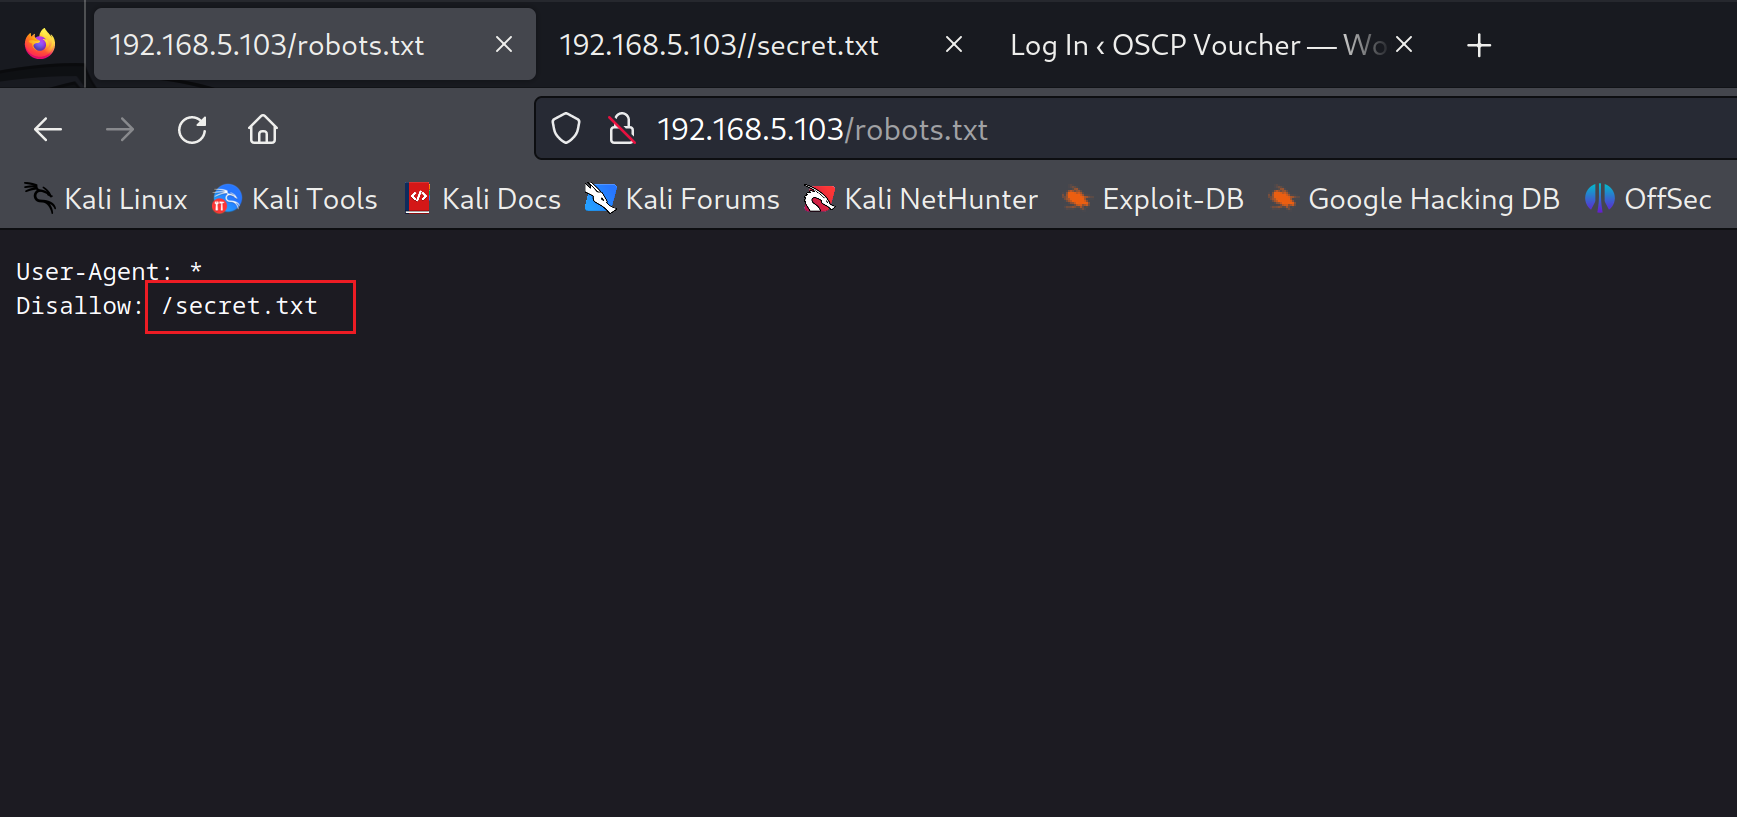 192.168.5.103/robots.txt
192.168.5.103//secret.txt
Log In ‹ OSCP Voucher — Wo
192.168.5.103/robots.txt
Kali Linux
Kali Tools
Kali Docs
Kali Forums
Kali NetHunter
Exploit-DB
Google Hacking DB
OffSec
User-Agent: *
Disallow: /secret.txt